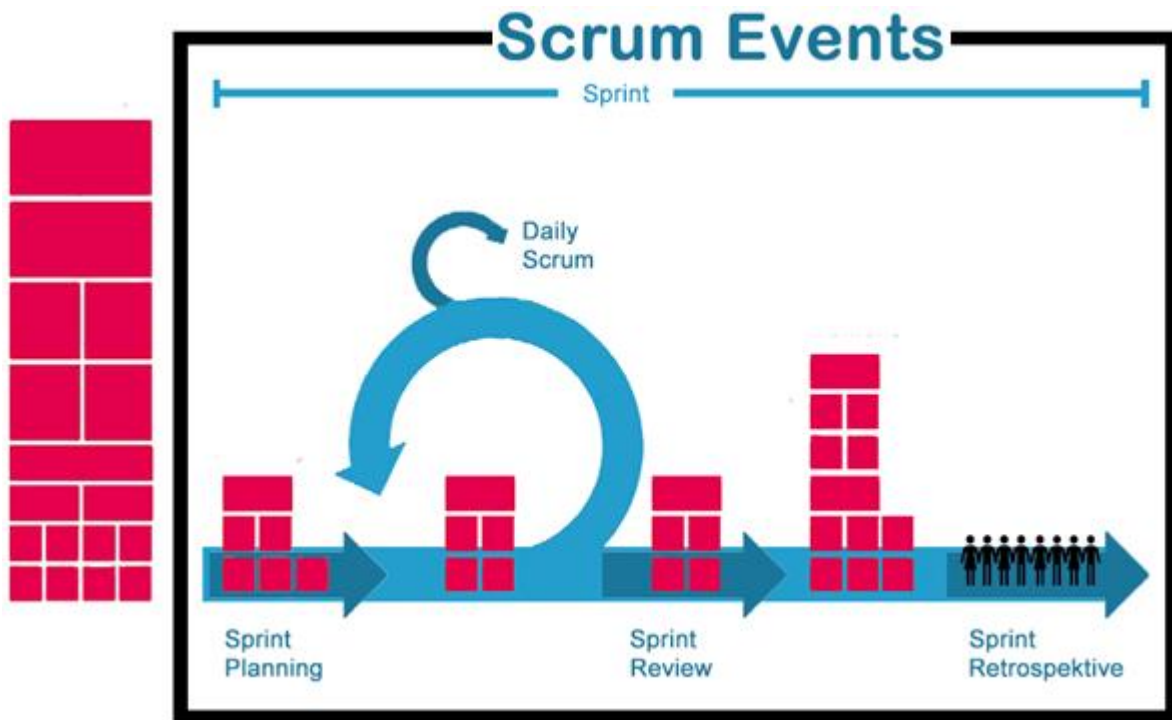 Scrum Events
Sprint
Daily
Scrum
Sprint
Planning
Sprint
Review
Sprint
Retrospektive